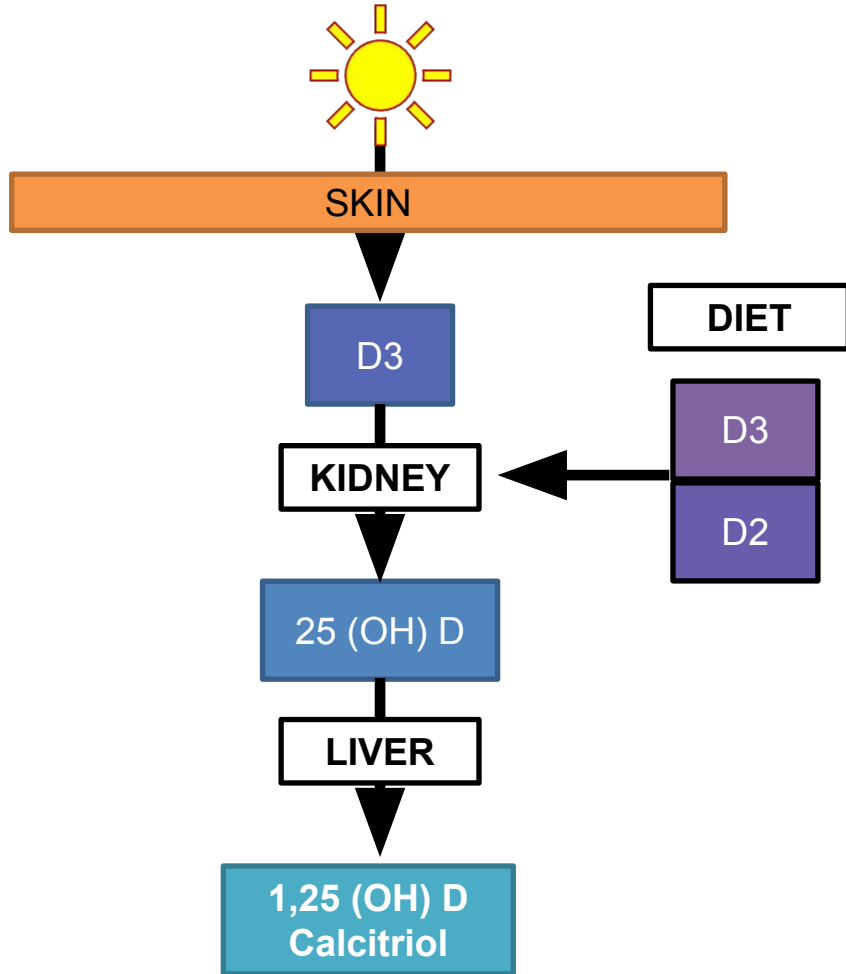 SKIN
D3
DIET
D3
KIDNEY
D2
25 (OH) D
LIVER
1,25 (OH) D
Calcitriol